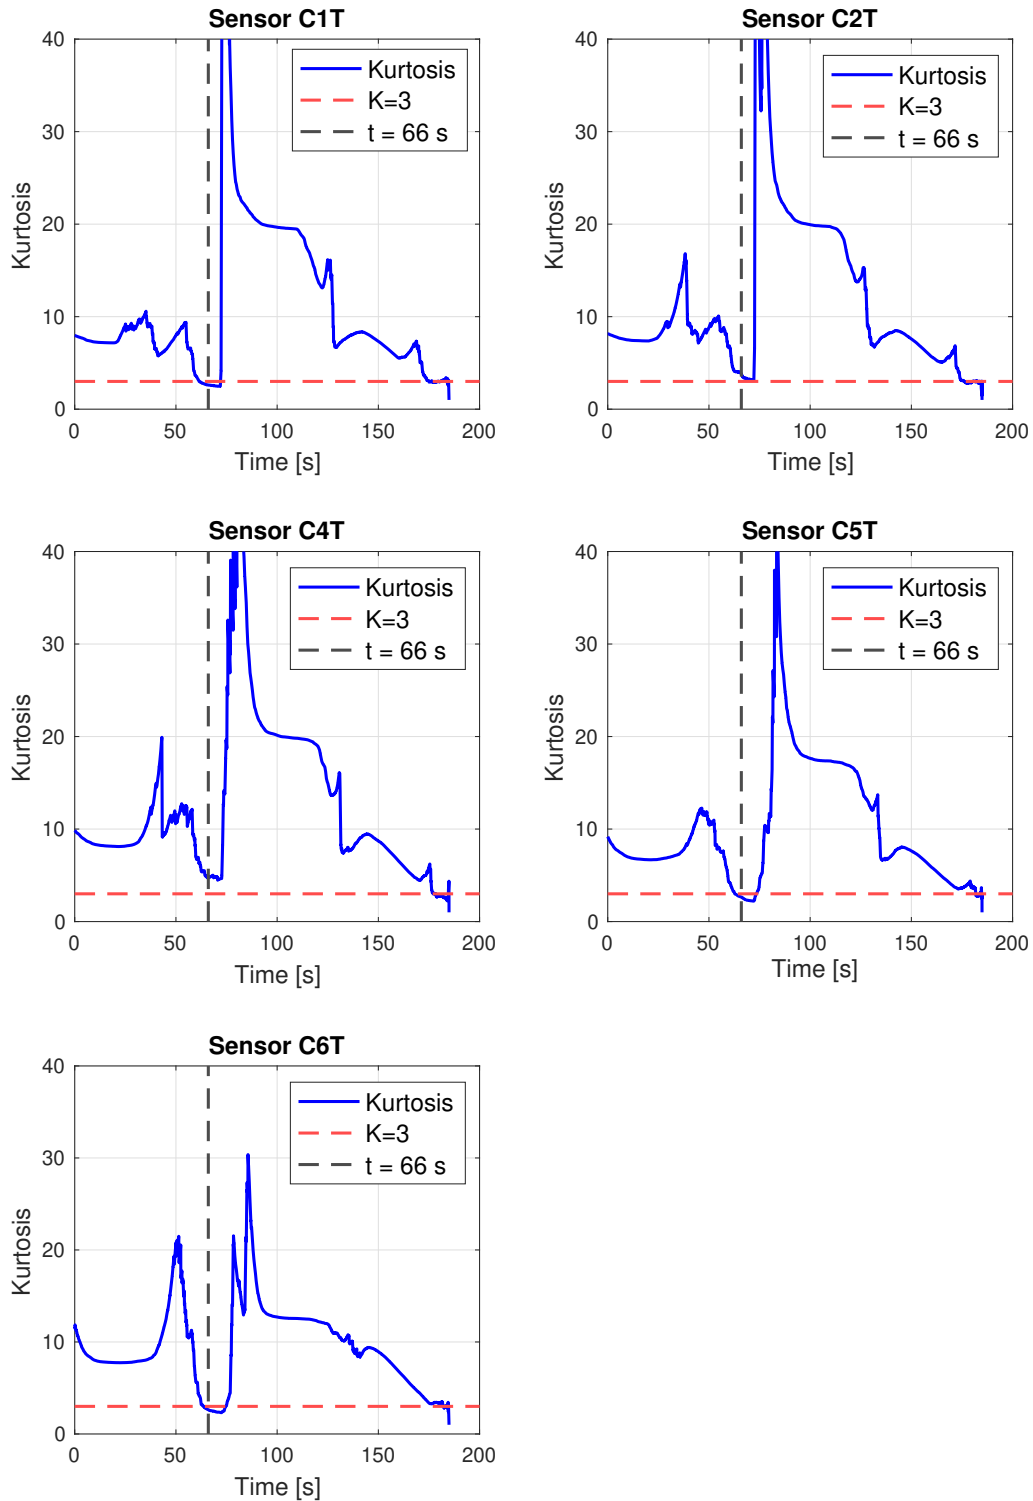 Sensor C1T
Kurtosis
40
30
20
10
0
0 50 100 150 200
Time [s]
Kurtosis
K=3
t = 66 s
Sensor C2T
Kurtosis
40
30
20
10
0
0 50 100 150 200
Time [s]
Kurtosis
K=3
t = 66 s
Sensor C4T
Kurtosis
40
30
20
10
0
0 50 100 150 200
Time [s]
Kurtosis
K=3
t = 66 s
Sensor C5T
Kurtosis
40
30
20
10
0
0 50 100 150 200
Time [s]
Kurtosis
K=3
t = 66 s
Sensor C6T
Kurtosis
40
30
20
10
0
0 50 100 150 200
Time [s]
Kurtosis
K=3
t = 66 s